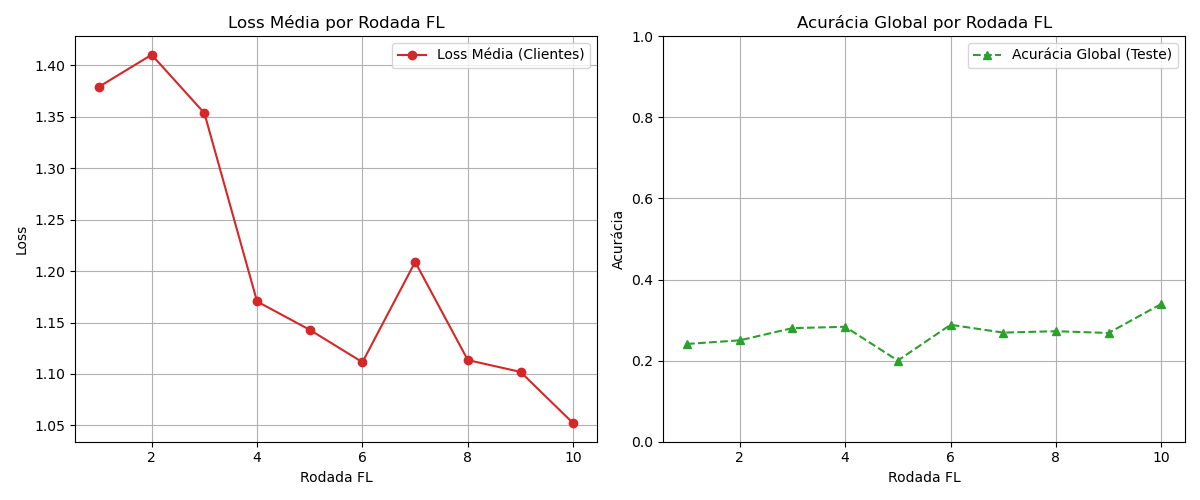 Loss Média por Rodada FL
Loss Média (Clientes)
1.40
1.35
1.30
1.25
1.20
1.15
1.10
1.05
Loss
2 4 6 8 10
Rodada FL
Acurácia Global por Rodada FL
Acurácia Global (Teste)
1.0
0.8
0.6
0.4
0.2
0.0
Acurácia
2 4 6 8 10
Rodada FL